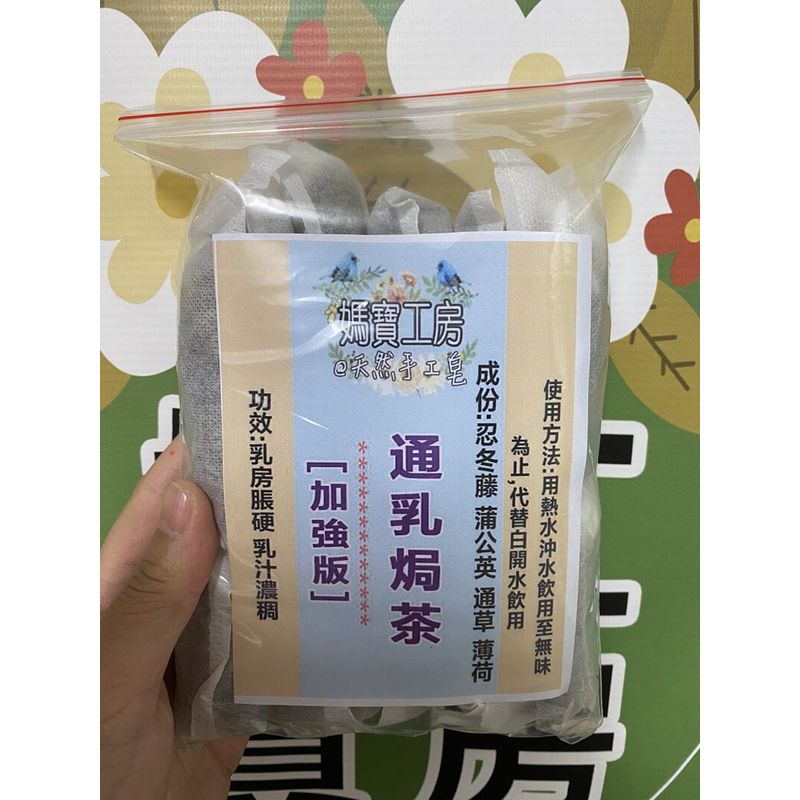 媽寶工房
@天然手工皂
使用方法:用熱水沖水飲用至無味
為止,代替白開水飲用
成份:忍冬藤 蒲公英 通草 薄荷
通乳焗茶
[加強版]
功效:乳房脹硬 乳汁濃稠